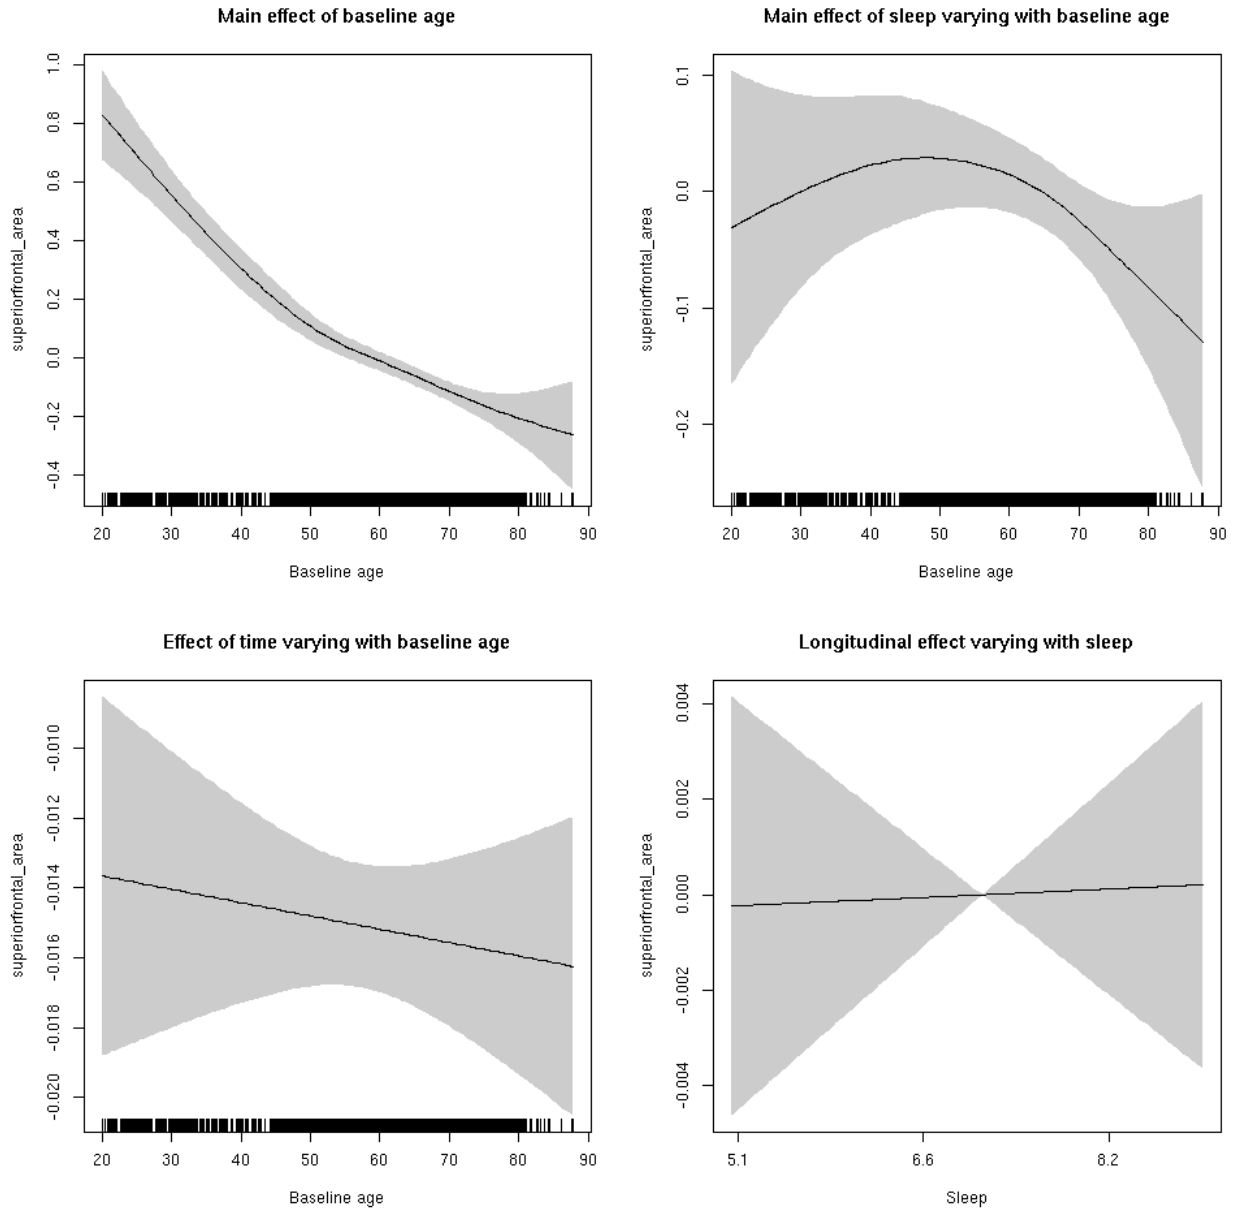 Main effect of baseline age
superiorfrontal_area
1.0
0.8
0.6
0.4
0.2
0.0
-0.2
-0.4
20 30 40 50 60 70 80 90
Baseline age
Main effect of sleep varying with baseline age
superiorfrontal_area
0.1
0.0
-0.1
-0.2
20 30 40 50 60 70 80 90
Baseline age
Effect of time varying with baseline age
superiorfrontal_area
-0.010
-0.012
-0.014
-0.016
-0.018
-0.020
20 30 40 50 60 70 80 90
Baseline age
Longitudinal effect varying with sleep
superiorfrontal_area
0.004
0.002
0.000
-0.002
-0.004
5.1 6.6 8.2
Sleep